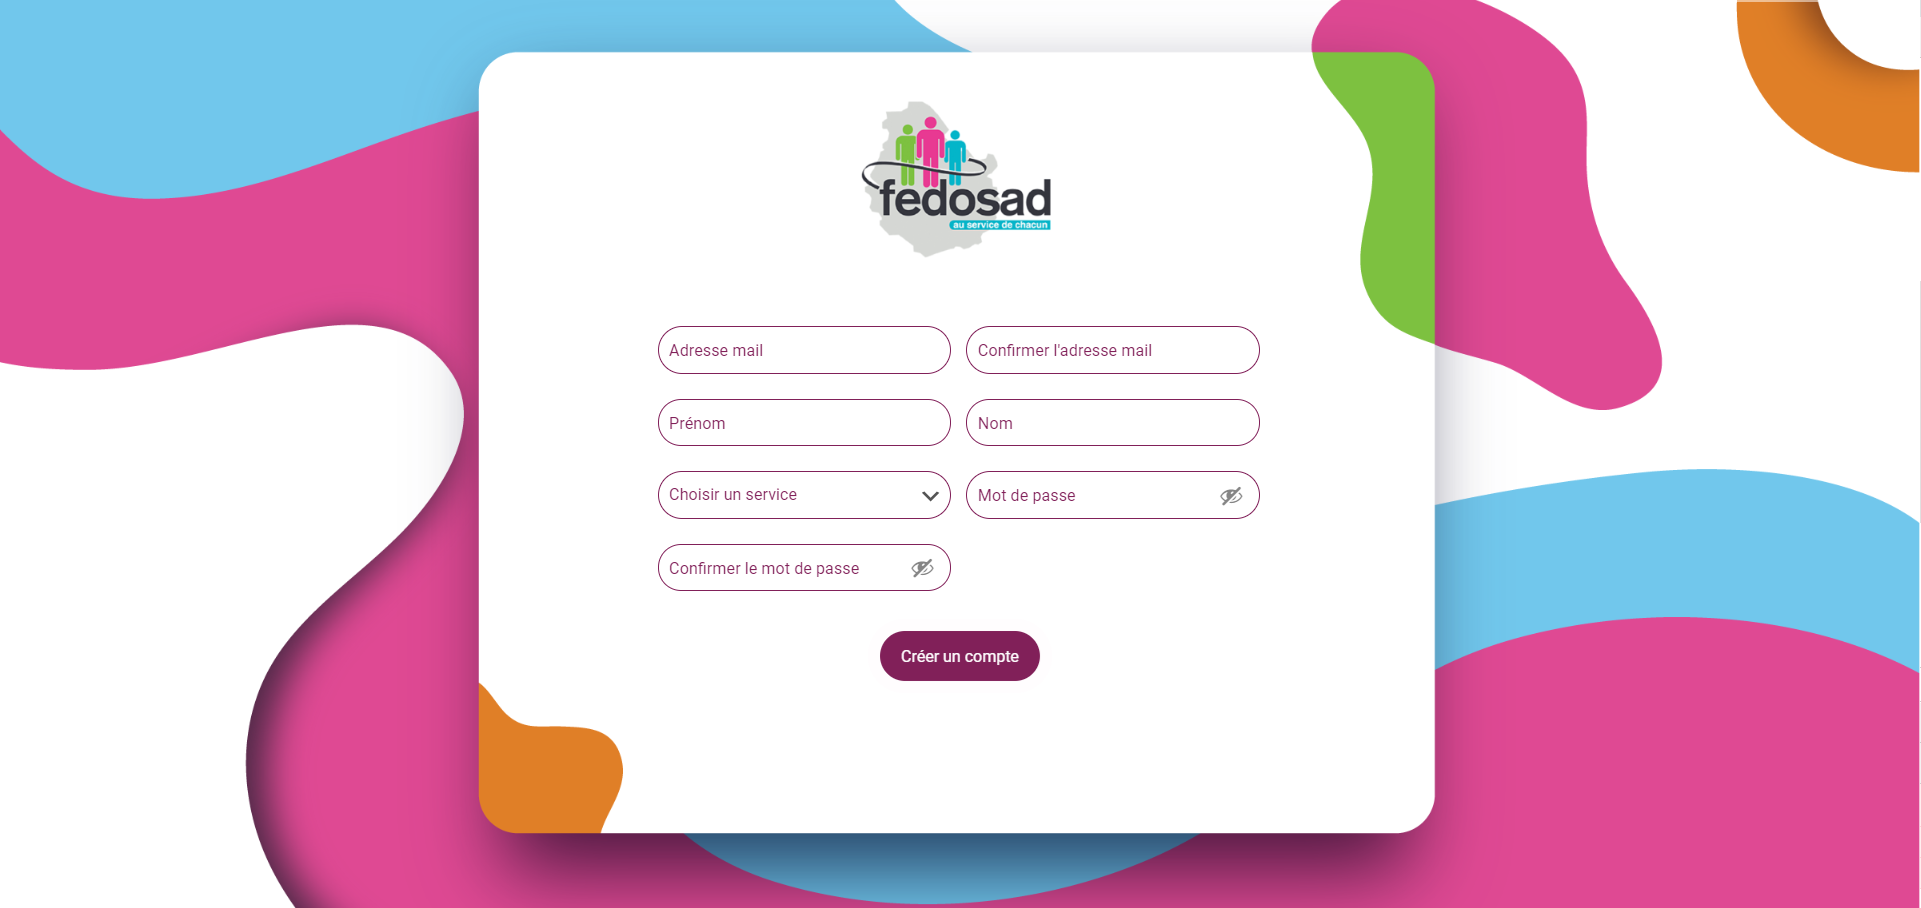 fedosad
au service de chacun
Adresse mail
Confirmer l'adresse mail
Prénom
Nom
Choisir un service
Mot de passe
Confirmer le mot de passe
Créer un compte